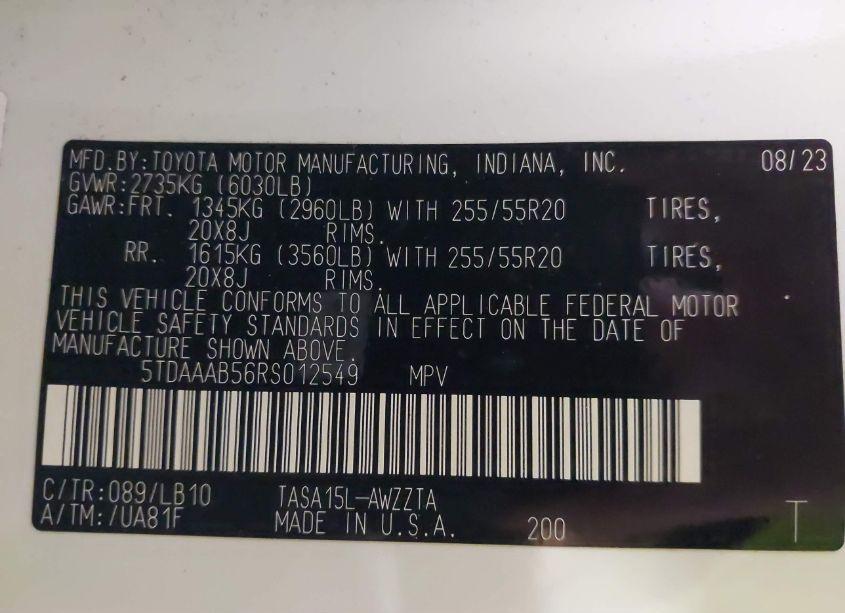 MFD.BY:TOYOTA MOTOR MANUFACTURING, INDIANA, INC. 08/23
GVWR:2735KG (6030LB)
GAWR:FRT. 1345KG (2960LB) WITH 255/55R20 TIRES,
20X8J RIMS.
RR. 1615KG (3560LB) WITH 255/55R20 TIRES,
20X8J RIMS.
THIS VEHICLE CONFORMS TO ALL APPLICABLE FEDERAL MOTOR
VEHICLE SAFETY STANDARDS IN EFFECT ON THE DATE OF
MANUFACTURE SHOWN ABOVE.
5TDAAAB56RS012549 MPV
C/TR:089/LB10 TASA15L-AWZZTA
A/TM:/UA81F MADE IN U.S.A. 200 T